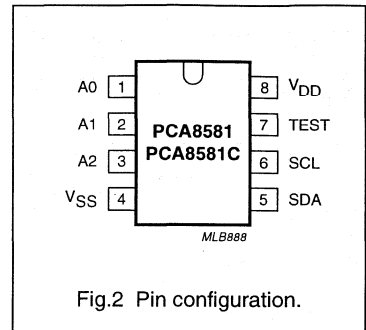 A0 1 8 VDD
A1 2 PCA8581 7 TEST
PCA8581C
A2 3 6 SCL
VSS 4 5 SDA
MLB888
Fig.2 Pin configuration.